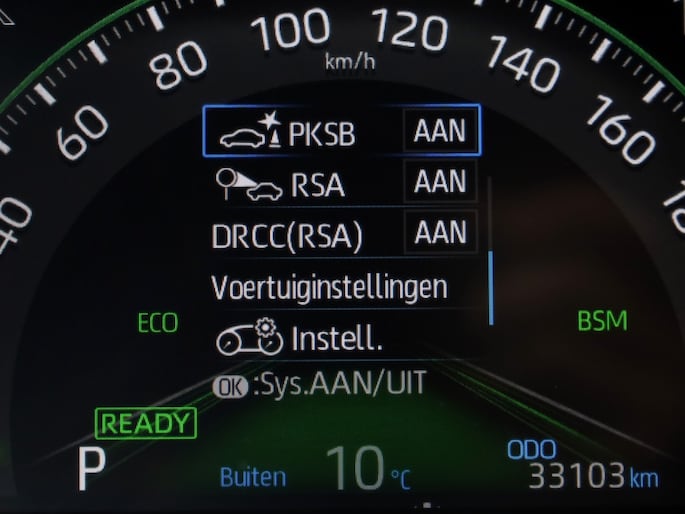 100 120
80 km/h 140
60 160
40
PKSB AAN
RSA AAN
DRCC(RSA) AAN
Voertuiginstellingen
ECO BSM
Instell.
OK :Sys.AAN/UIT
READY
P Buiten 10 °C ODO
33103 km